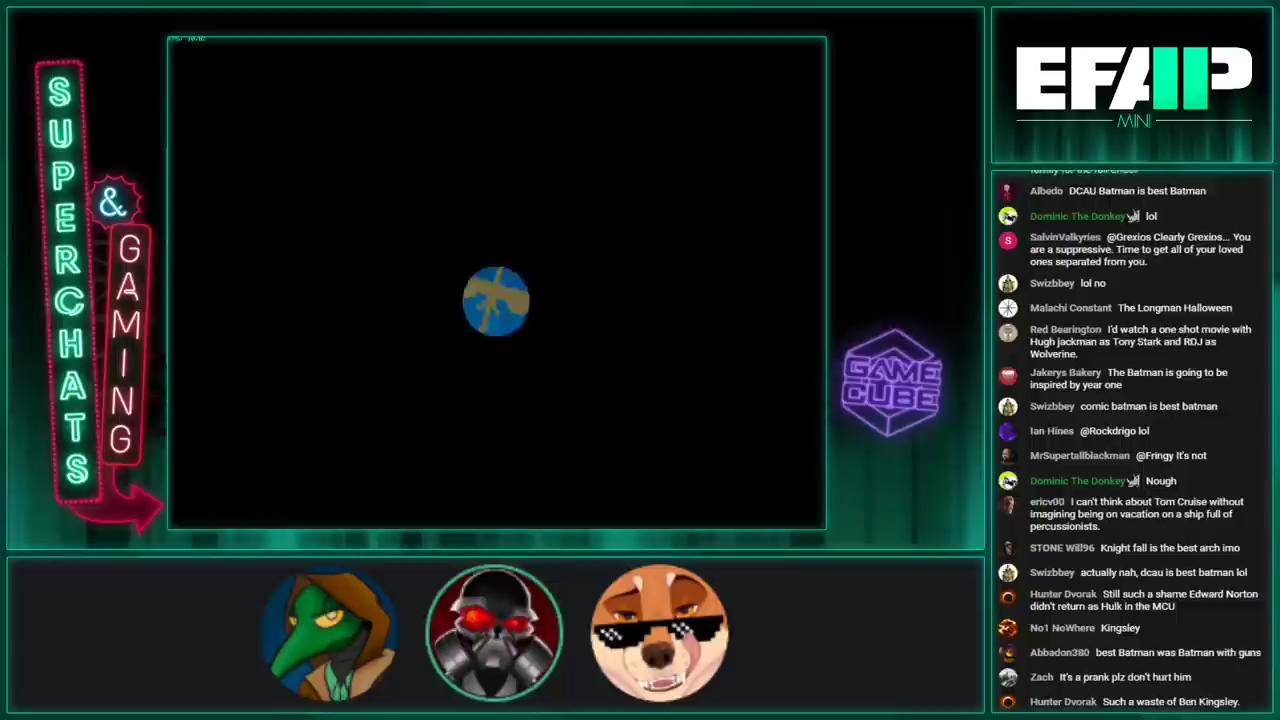 SUPERCHATS
&
GAMING
GAME
CUBE
EFAP
MINI
Albedo DCAU Batman is best Batman
Dominic The Donkey lol
SalvinValkyries @Grexios Clearly Grexios... You
are a suppressive. Time to get all of your loved
ones separated from you.
Swizbbey lol no
Malachi Constant The Longman Halloween
Red Bearington I'd watch a one shot movie with
Hugh jackman as Tony Stark and RDJ as
Wolverine.
Jakerys Bakery The Batman is going to be
inspired by year one
Swizbbey comic batman is best batman
Ian Hines @Rockdrigo lol
MrSupertallblackman @Fringy It's not
Dominic The Donkey Nough
ericv00 I can't think about Tom Cruise without
imagining being on vacation on a ship full of
percussionists.
STONE Will96 Knight fall is the best arch imo
Swizbbey actually nah, dcau is best batman lol
Hunter Dvorak Still such a shame Edward Norton
didn't return as Hulk in the MCU
No1 NoWhere Kingsley
Abbadon380 best Batman was Batman with guns
Zach It's a prank plz don't hurt him
Hunter Dvorak Such a waste of Ben Kingsley.